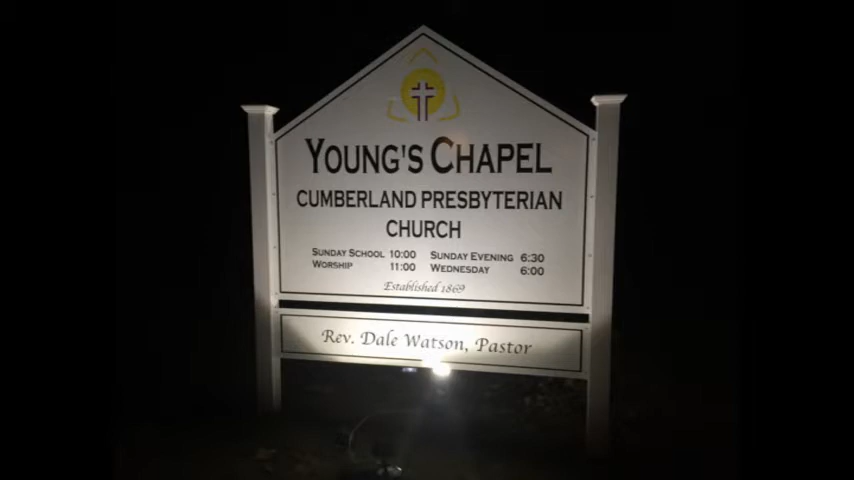 YOUNG'S CHAPEL
CUMBERLAND PRESBYTERIAN
CHURCH
SUNDAY SCHOOL 10:00 SUNDAY EVENING 6:30
WORSHIP 11:00 WEDNESDAY 6:00
Established 1869
Rev. Dale Watson, Pastor